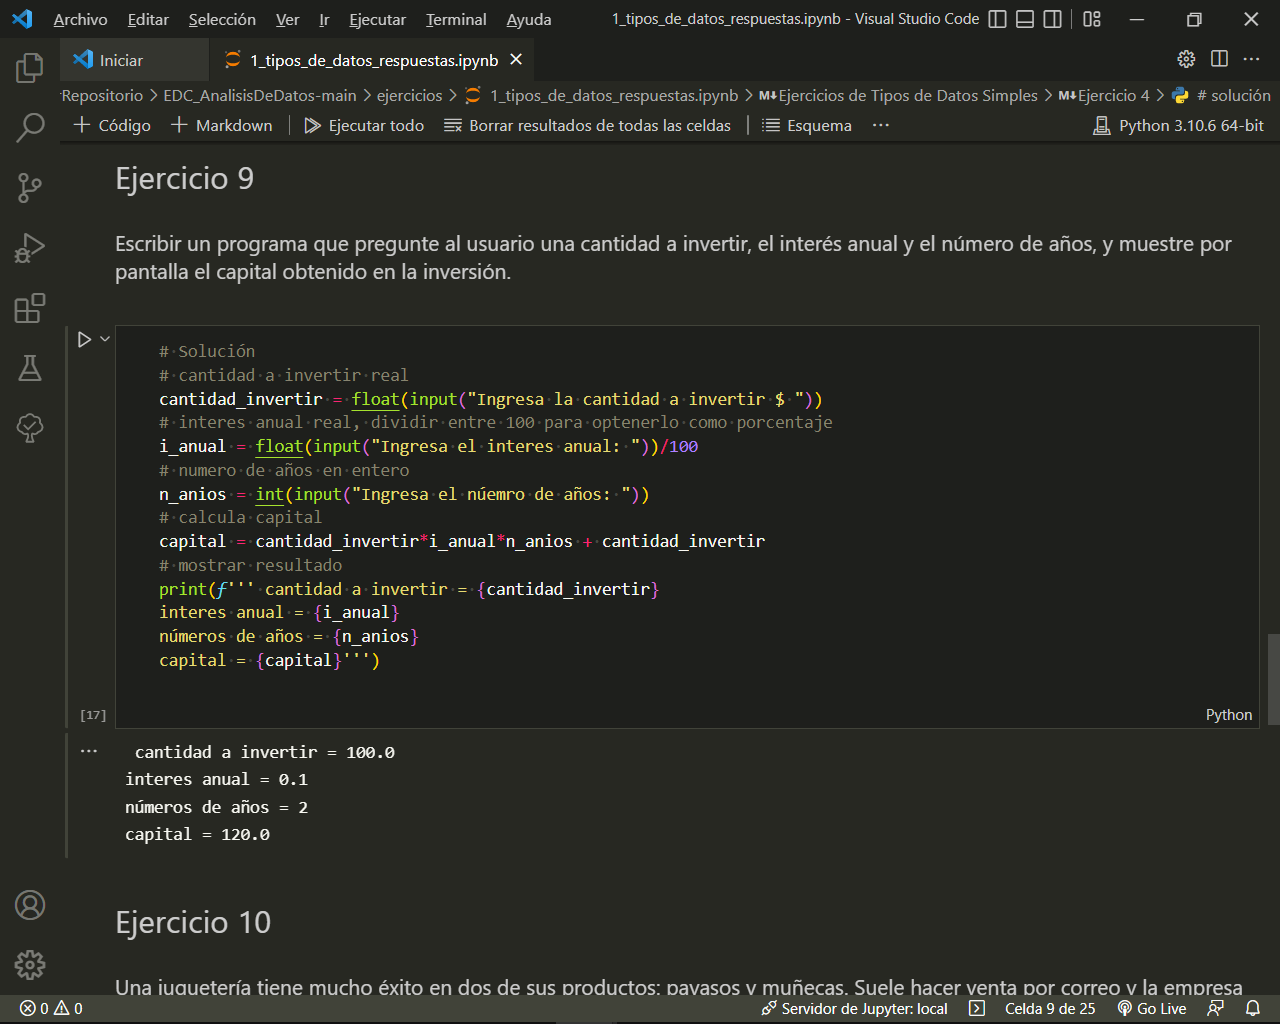 Archivo Editar Selección Ver Ir Ejecutar Terminal Ayuda 1_tipos_de_datos_respuestas.ipynb - Visual Studio Code
Iniciar 1_tipos_de_datos_respuestas.ipynb
rRepositorio > EDC_AnalisisDeDatos-main > ejercicios > 1_tipos_de_datos_respuestas.ipynb > M↓Ejercicios de Tipos de Datos Simples > M↓Ejercicio 4 > # solución
+ Código + Markdown Ejecutar todo Borrar resultados de todas las celdas Esquema ... Python 3.10.6 64-bit
Ejercicio 9
Escribir un programa que pregunte al usuario una cantidad a invertir, el interés anual y el número de años, y muestre por
pantalla el capital obtenido en la inversión.
# Solución
# cantidad a invertir real
cantidad_invertir = float(input("Ingresa la cantidad a invertir $ "))
# interes anual real, dividir entre 100 para optenerlo como porcentaje
i_anual = float(input("Ingresa el interes anual: "))/100
# numero de años en entero
n_anios = int(input("Ingresa el núemro de años: "))
# calcula capital
capital = cantidad_invertir*i_anual*n_anios + cantidad_invertir
# mostrar resultado
print(f''' cantidad a invertir = {cantidad_invertir}
interes anual = {i_anual}
números de años = {n_anios}
capital = {capital}''')
[17]
Python
... cantidad a invertir = 100.0
interes anual = 0.1
números de años = 2
capital = 120.0
Ejercicio 10
Una juguetería tiene mucho éxito en dos de sus productos: payasos y muñecas. Suele hacer venta por correo y la empresa
0 0 Servidor de Jupyter: local Celda 9 de 25 Go Live